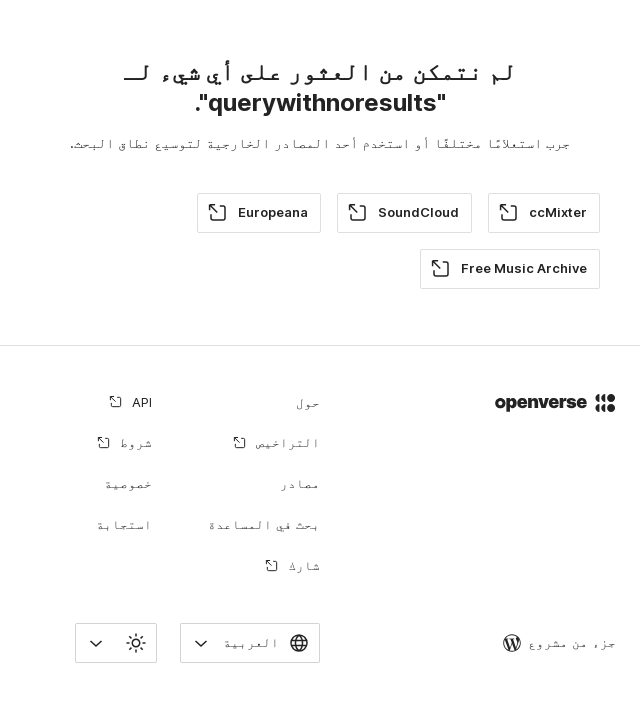 لم نتمكن من العثور على أي شيء لـ
"querywithnoresults".
جرب استعلامًا مختلفًا أو استخدم أحد المصادر الخارجية لتوسيع نطاق البحث.
ccMixter
SoundCloud
Europeana
Free Music Archive
openverse
حول
API
التراخيص
شروط
مصادر
خصوصية
بحث في المساعدة
استجابة
شارك
جزء من مشروع
العربية